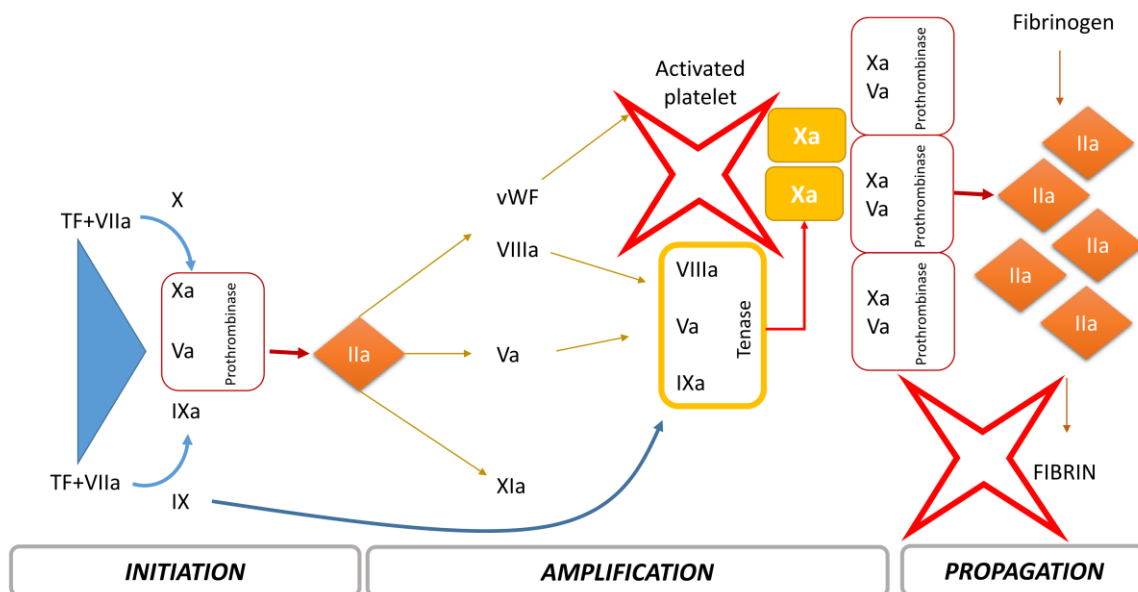 TF+VIIa
X
Xa
Va
Prothrombinase
IXa
TF+VIIa
IX
IIa
vWF
VIIIa
Va
XIa
Activated
platelet
VIIIa
Va
IXa
Tenase
Xa
Xa
Xa
Va
Prothrombinase
Xa
Va
Prothrombinase
Xa
Va
Prothrombinase
Fibrinogen
IIa
IIa
IIa
IIa
IIa
FIBRIN
INITIATION
AMPLIFICATION
PROPAGATION